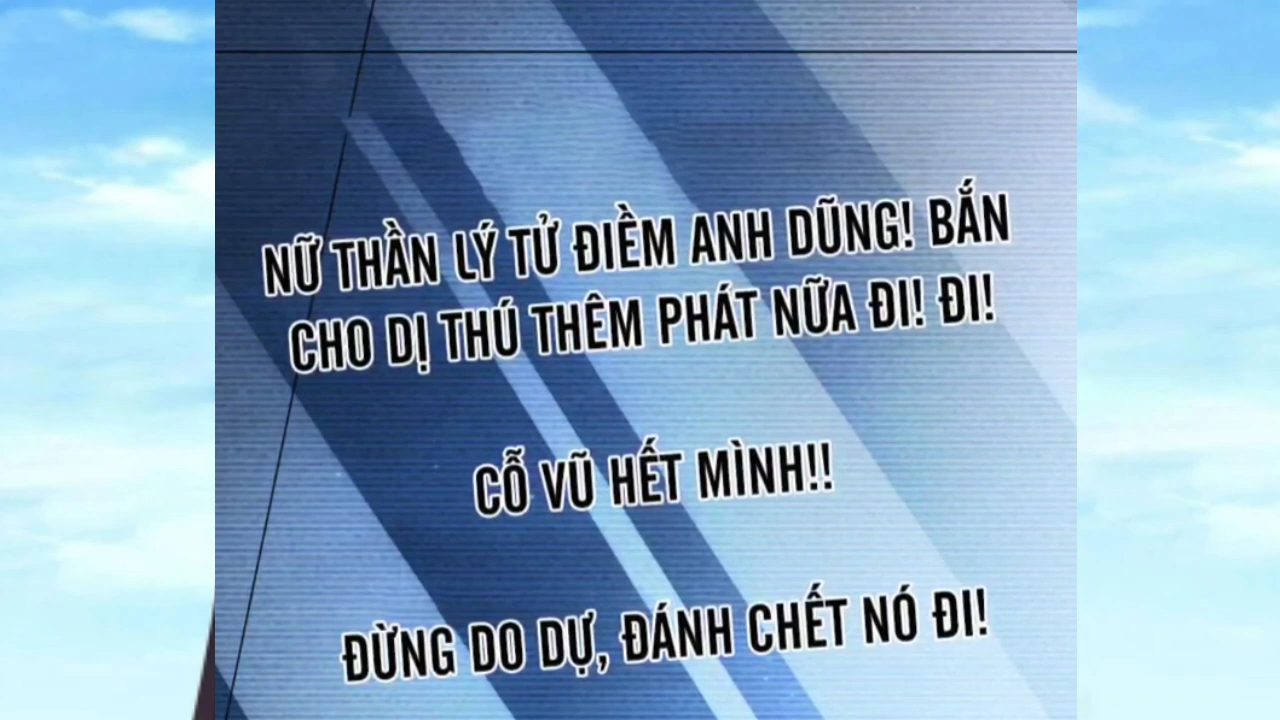 NỮ THẦN LÝ TỬ ĐIỀM ANH DŨNG! BẮN
CHO DỊ THÚ THÊM PHÁT NỮA ĐI! ĐI!
CỖ VŨ HẾT MÌNH!!
ĐỪNG DO DỰ, ĐÁNH CHẾT NÓ ĐI!